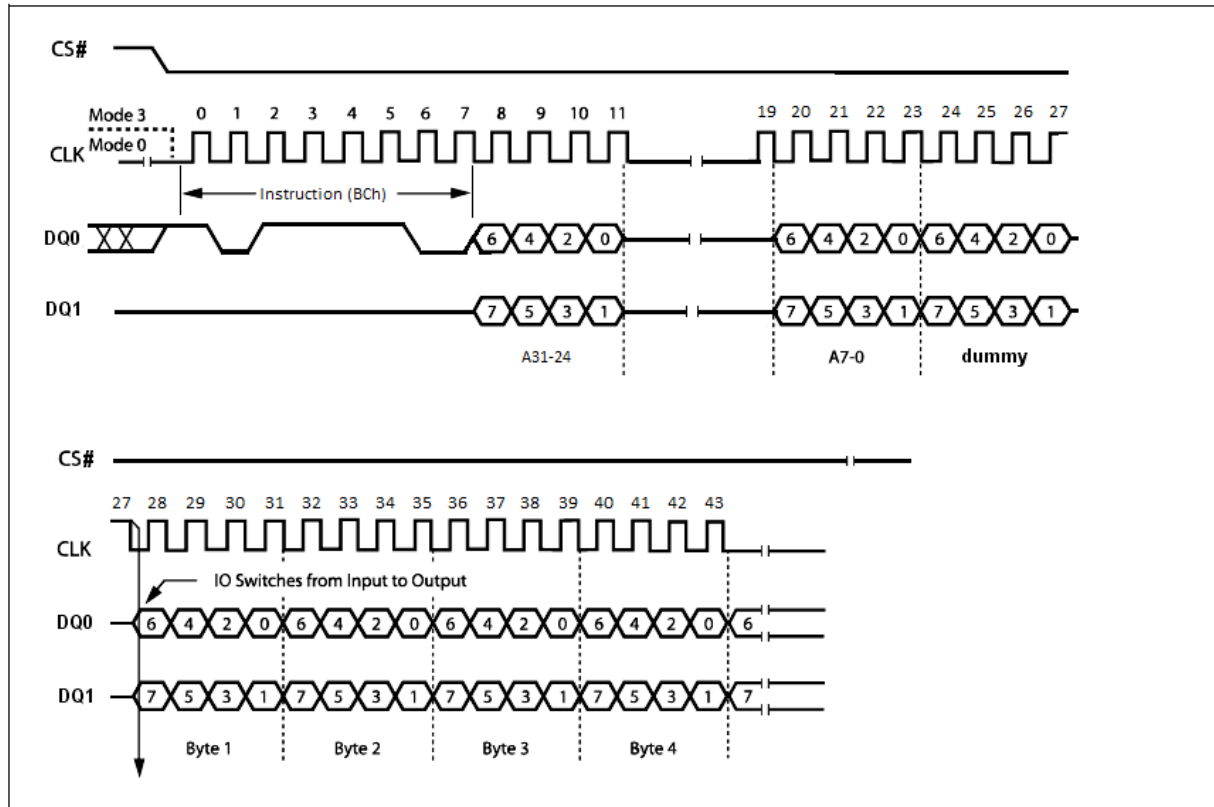 CS#
Mode 3
0 1 2 3 4 5 6 7 8 9 10 11 19 20 21 22 23 24 25 26 27
Mode 0
CLK
Instruction (BCh)
DQ0 6 4 2 0 6 4 2 0 6 4 2 0
DQ1 7 5 3 1 7 5 3 1 7 5 3 1
A31-24 A7-0 dummy
CS#
27 28 29 30 31 32 33 34 35 36 37 38 39 40 41 42 43
CLK
IO Switches from Input to Output
DQ0 6 4 2 0 6 4 2 0 6 4 2 0 6 4 2 0 6
DQ1 7 5 3 1 7 5 3 1 7 5 3 1 7 5 3 1 7
Byte 1 Byte 2 Byte 3 Byte 4